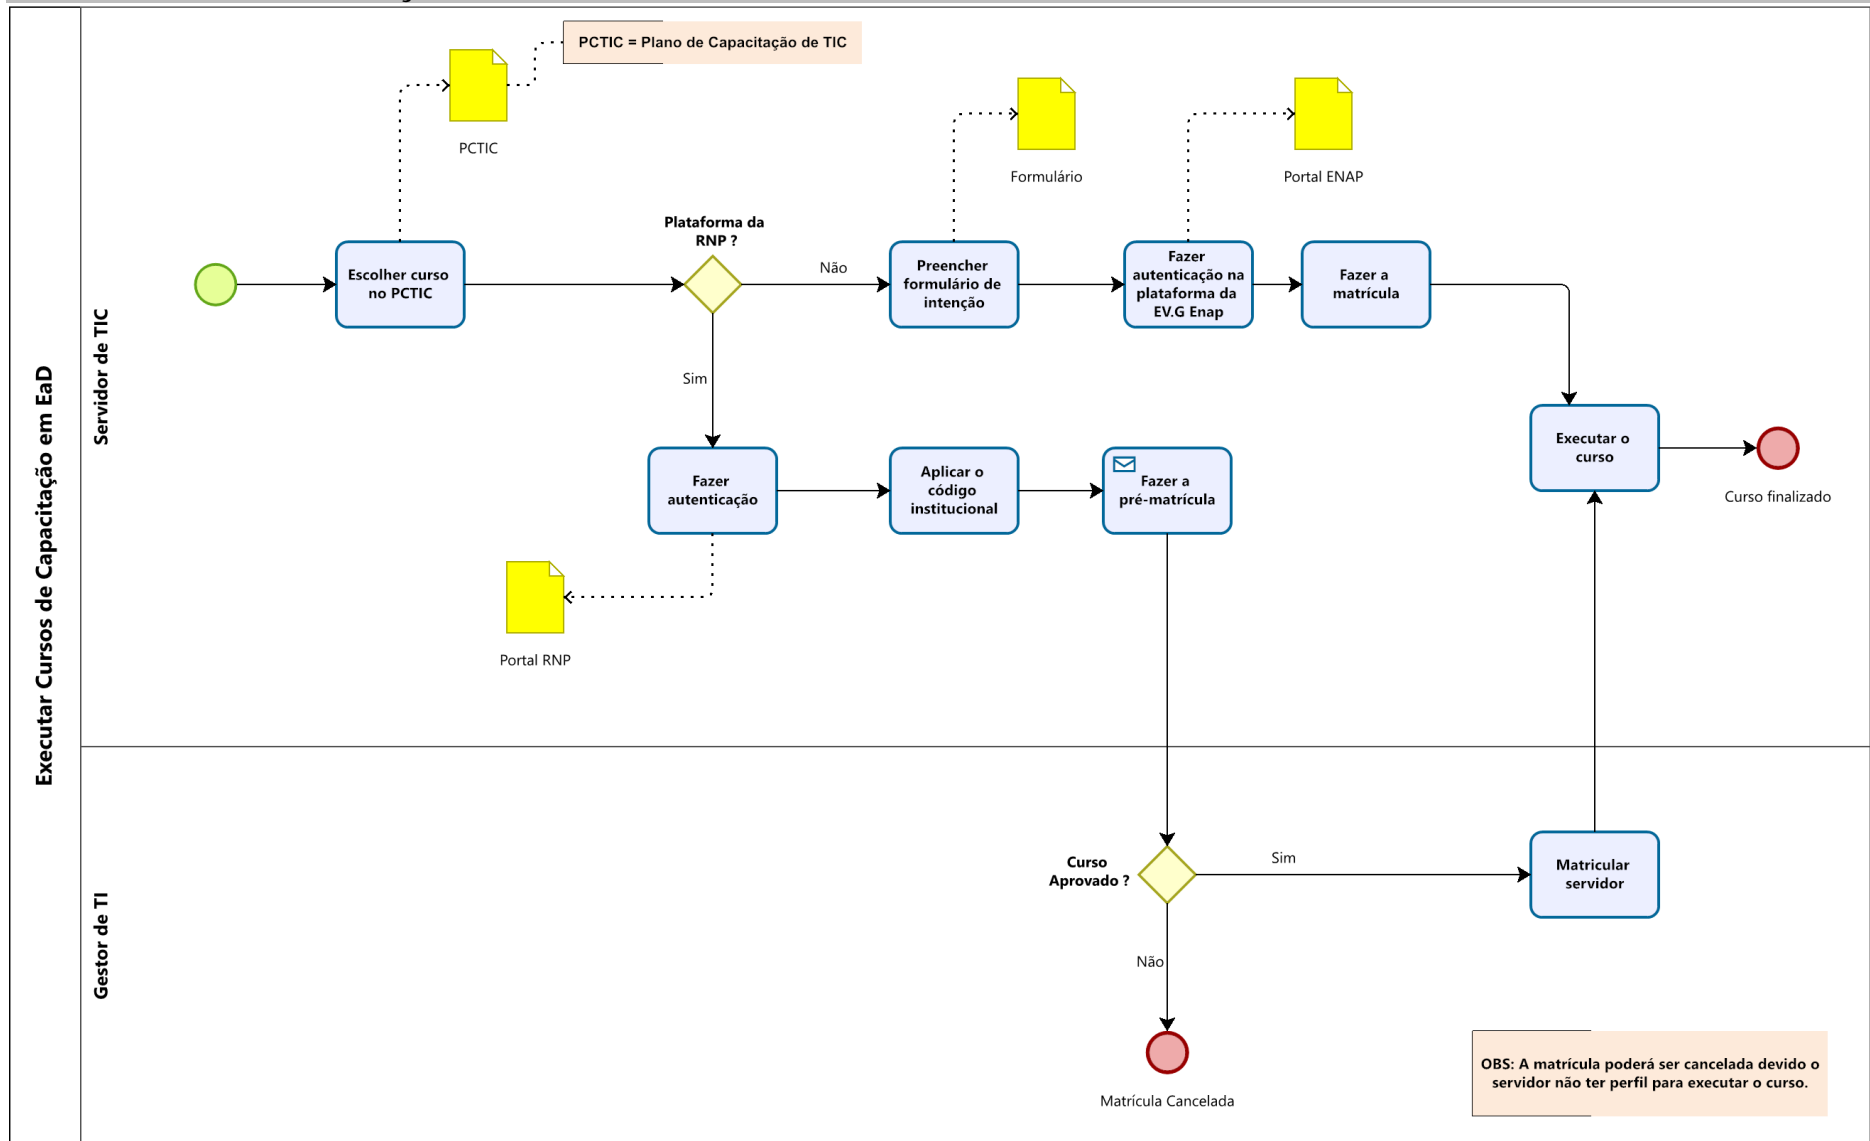 PCTIC = Plano de Capacitação de TIC
PCTIC
Formulário
Portal ENAP
Plataforma da
RNP ?
Escolher curso
no PCTIC
Não
Preencher
formulário de
intenção
Fazer
autenticação na
plataforma da
EV.G Enap
Fazer a
matrícula
Servidor de TIC
Executar Cursos de Capacitação em EaD
Sim
Executar o
curso
Curso finalizado
Fazer
autenticação
Aplicar o
código
institucional
Fazer a
pré-matrícula
Portal RNP
Gestor de TI
Curso
Aprovado ?
Sim
Matricular
servidor
Não
Matrícula Cancelada
OBS: A matrícula poderá ser cancelada devido o
servidor não ter perfil para executar o curso.